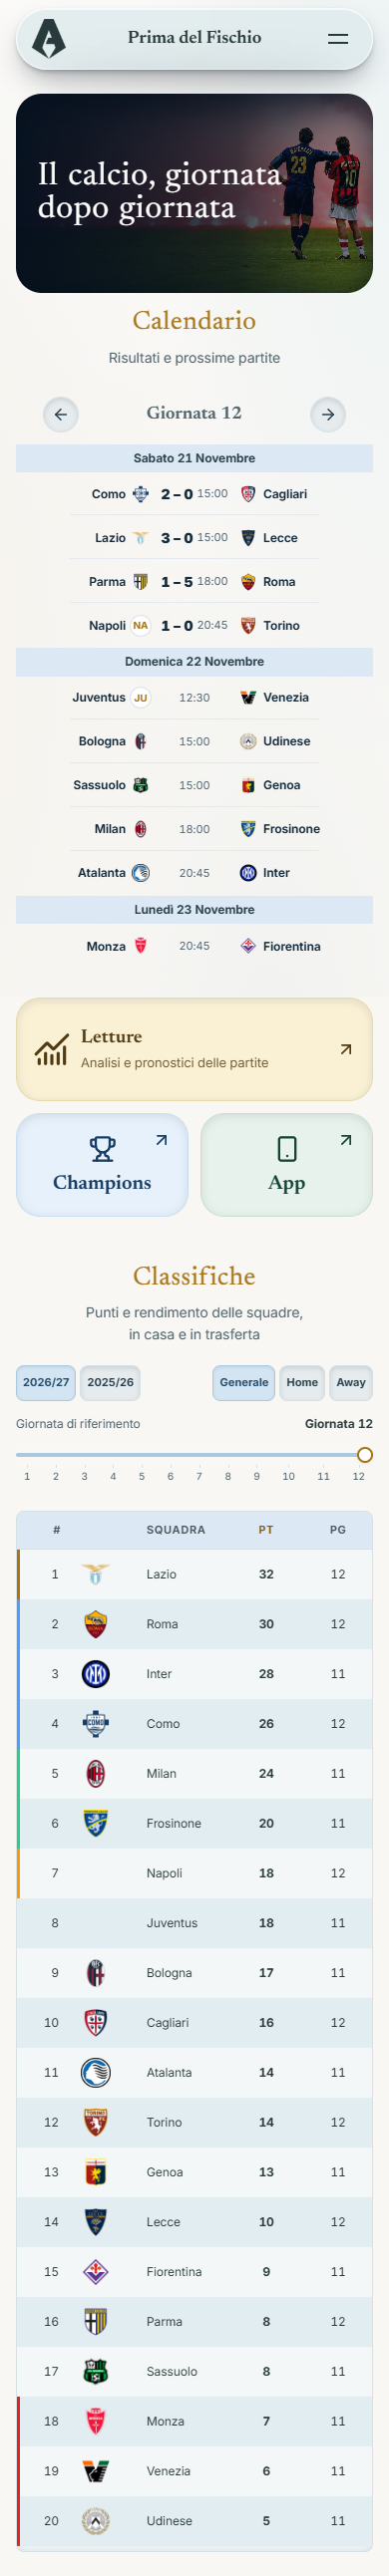 Prima del Fischio
Il calcio, giornata
dopo giornata
Calendario
Risultati e prossime partite
Giornata 12
Sabato 21 Novembre
Como 2 – 0 15:00 Cagliari
Lazio 3 – 0 15:00 Lecce
Parma 1 – 5 18:00 Roma
Napoli NA 1 – 0 20:45 Torino
Domenica 22 Novembre
Juventus JU 12:30 Venezia
Bologna 15:00 Udinese
Sassuolo 15:00 Genoa
Milan 18:00 Frosinone
Atalanta 20:45 Inter
Lunedì 23 Novembre
Monza 20:45 Fiorentina
Letture
Analisi e pronostici delle partite
Champions
App
Classifiche
Punti e rendimento delle squadre,
in casa e in trasferta
2026/27 2025/26 Generale Home Away
Giornata di riferimento Giornata 12
1 2 3 4 5 6 7 8 9 10 11 12
# SQUADRA PT PG
1 Lazio 32 12
2 Roma 30 12
3 Inter 28 11
4 Como 26 12
5 Milan 24 11
6 Frosinone 20 11
7 Napoli 18 12
8 Juventus 18 11
9 Bologna 17 11
10 Cagliari 16 12
11 Atalanta 14 11
12 Torino 14 12
13 Genoa 13 11
14 Lecce 10 12
15 Fiorentina 9 11
16 Parma 8 12
17 Sassuolo 8 11
18 Monza 7 11
19 Venezia 6 11
20 Udinese 5 11